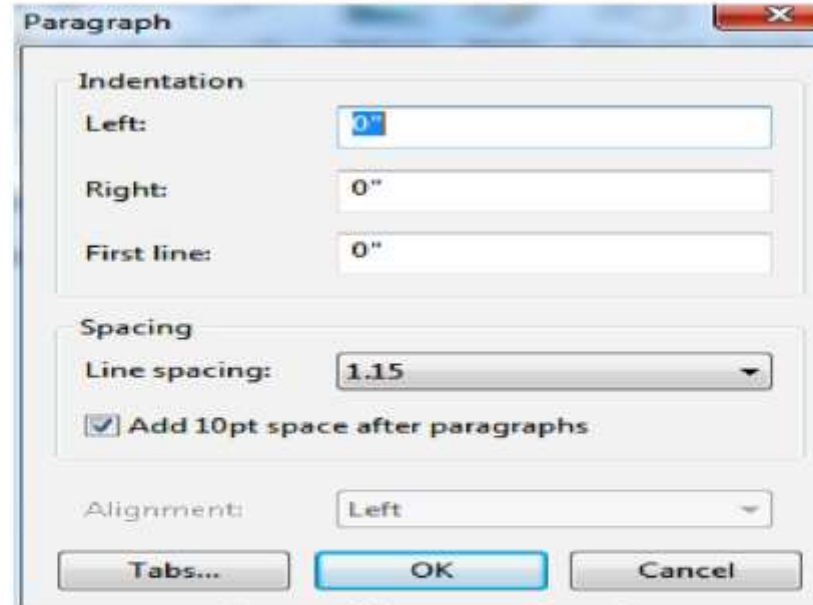 Paragraph
Indentation
Left: 0"
Right: 0"
First line: 0"
Spacing
Line spacing: 1.15
Add 10pt space after paragraphs
Alignment: Left
Tabs... OK Cancel